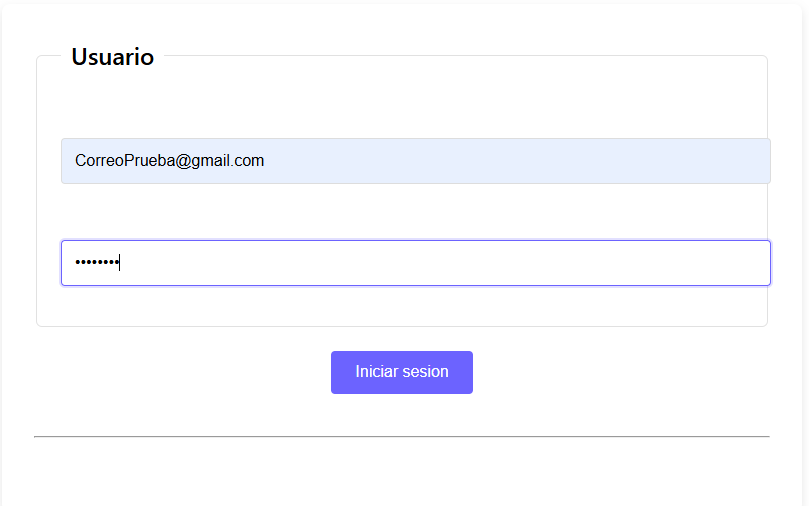 Usuario
CorreoPrueba@gmail.com
••••••••
Iniciar sesion